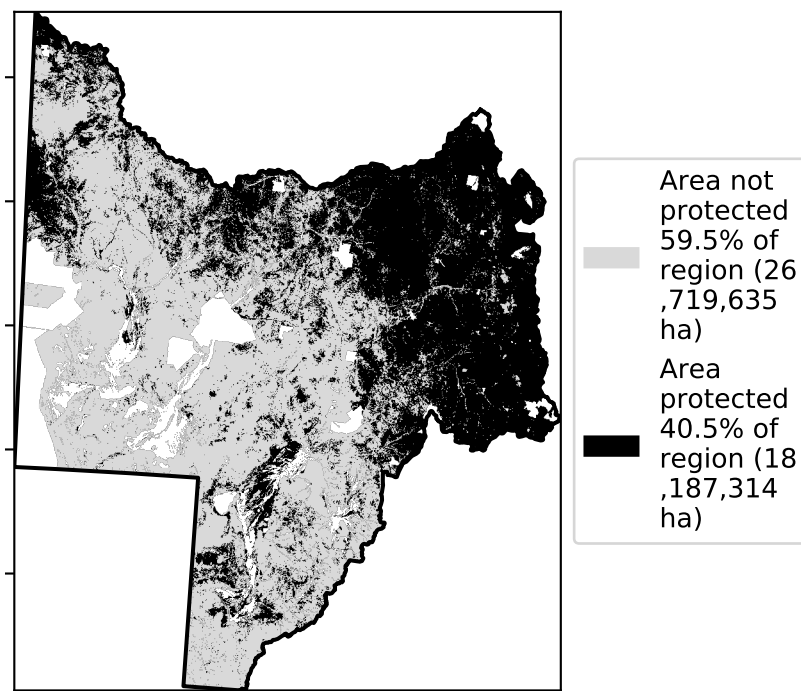 Area not
protected
59.5% of
region (26
,719,635
ha)
Area
protected
40.5% of
region (18
,187,314
ha)